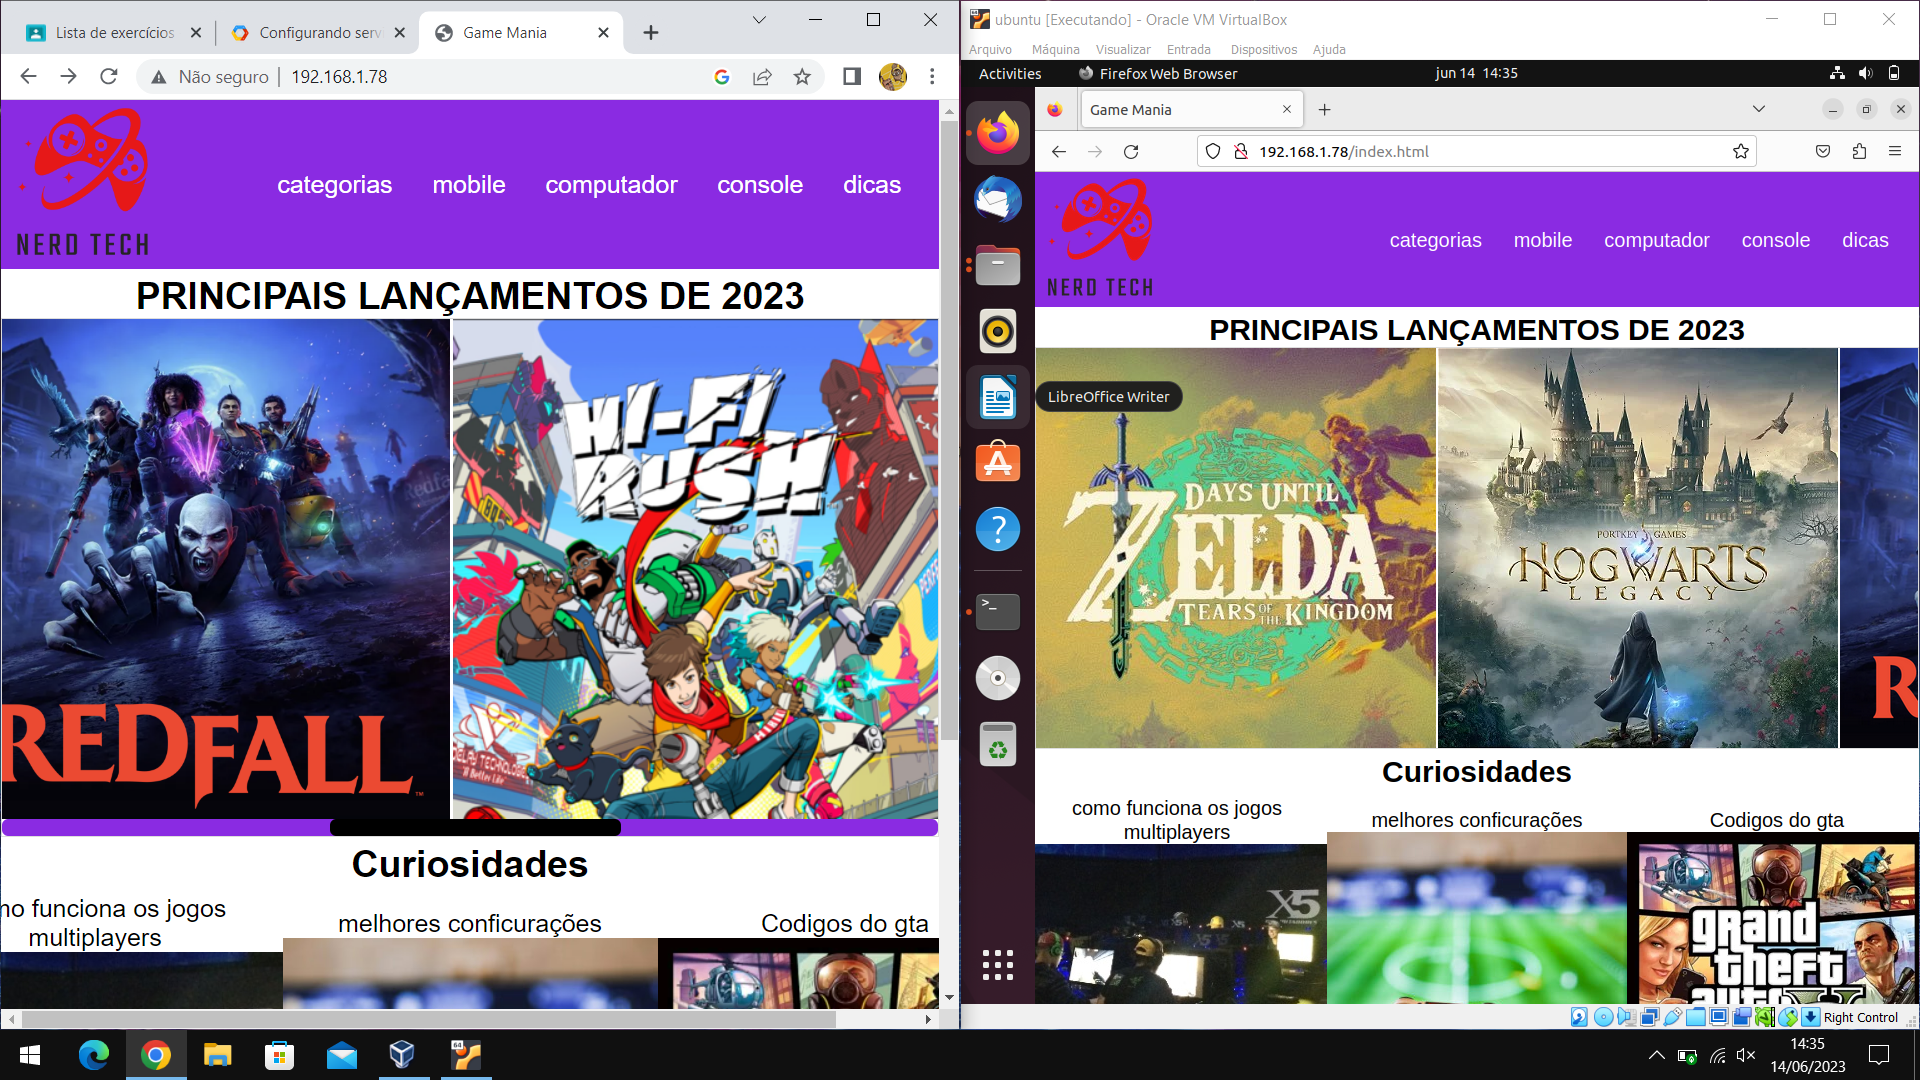 Lista de exercícios
Configurando serv
Game Mania
Não seguro
192.168.1.78
NERD TECH
categorias mobile computador console dicas
PRINCIPAIS LANÇAMENTOS DE 2023
REDFALL
HI-FI
RUSH
Curiosidades
no funciona os jogos
multiplayers
melhores conficurações
Codigos do gta
ubuntu [Executando] - Oracle VM VirtualBox
Arquivo Máquina Visualizar Entrada Dispositivos Ajuda
Activities
Firefox Web Browser
jun 14 14:35
Game Mania
192.168.1.78/index.html
NERD TECH
categorias mobile computador console dicas
PRINCIPAIS LANÇAMENTOS DE 2023
LibreOffice Writer
DAYS UNTIL
ZELDA
TEARS OF THE KINGDOM
PORTKEY GAMES
HOGWARTS
LEGACY
R
Curiosidades
como funciona os jogos
multiplayers
melhores conficurações
Codigos do gta
X5
grand
theft
auto
V
Right Control
14:35
14/06/2023